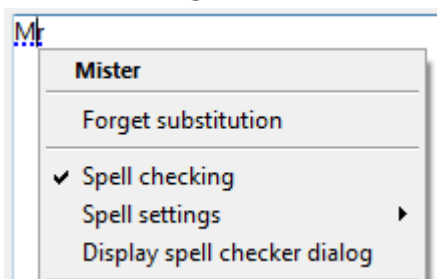 Mr
Mister
Forget substitution
Spell checking
Spell settings
Display spell checker dialog